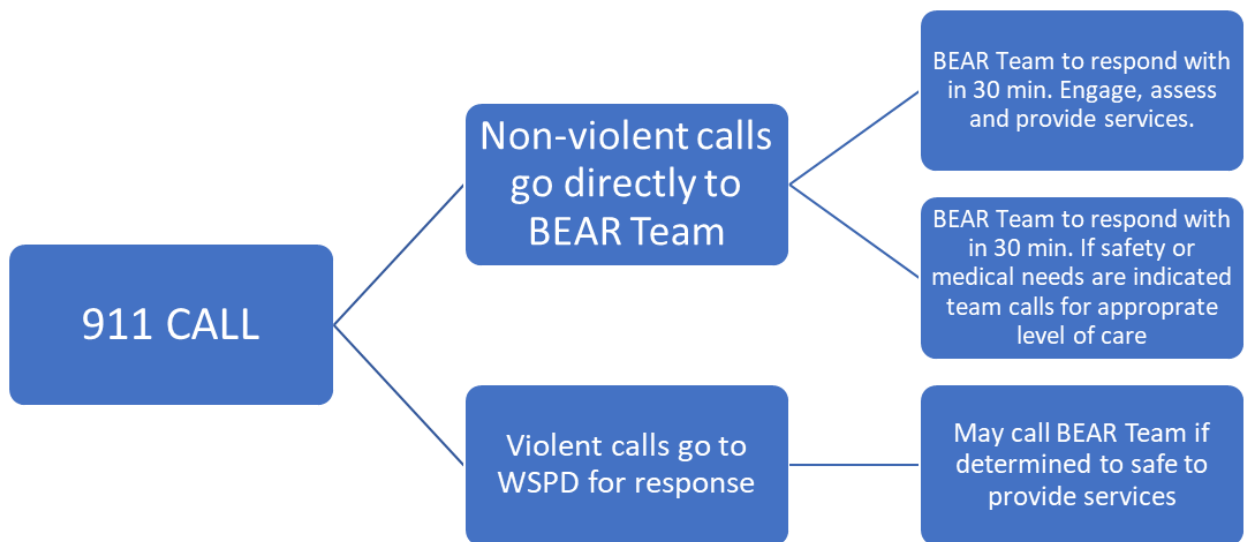 911 CALL
Non-violent calls
go directly to
BEAR Team
BEAR Team to respond with
in 30 min. Engage, assess
and provide services.
BEAR Team to respond with
in 30 min. If safety or
medical needs are indicated
team calls for approprate
level of care
Violent calls go to
WSPD for response
May call BEAR Team if
determined to safe to
provide services